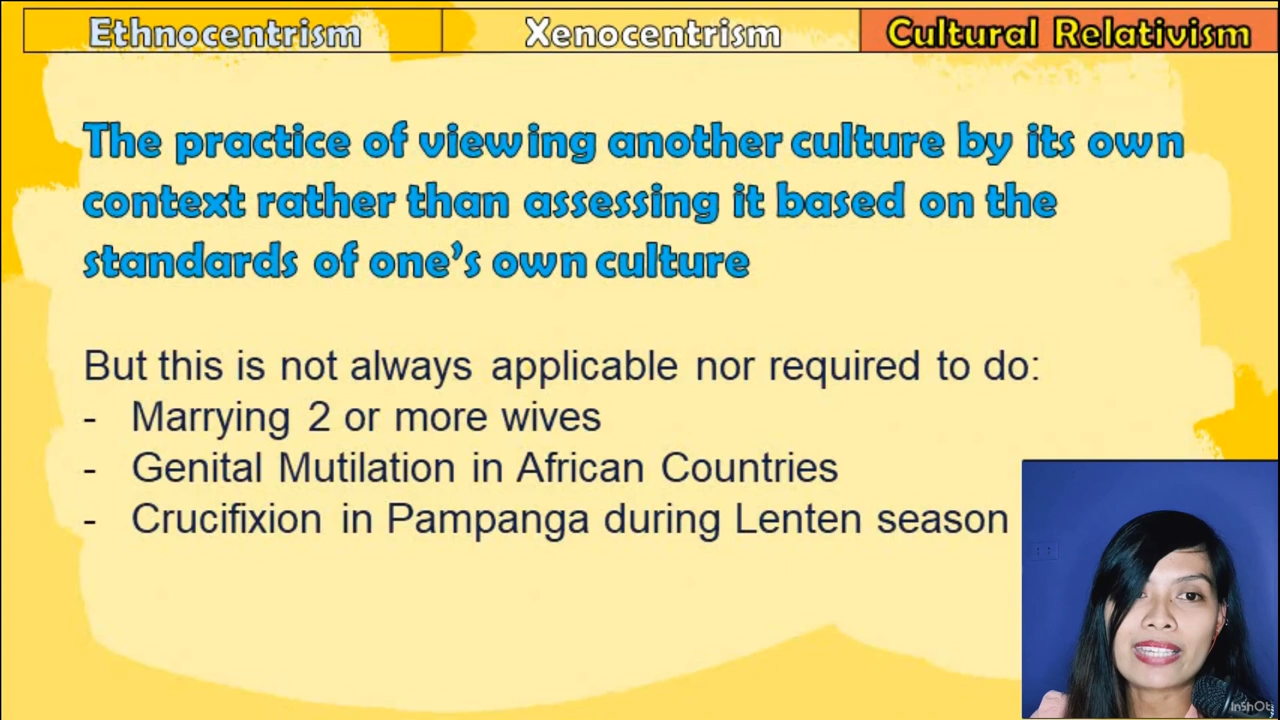 Ethnocentrism
Xenocentrism
Cultural Relativism
The practice of viewing another culture by its own
context rather than assessing it based on the
standards of one's own culture
But this is not always applicable nor required to do:
- Marrying 2 or more wives
- Genital Mutilation in African Countries
- Crucifixion in Pampanga during Lenten season
InShOt